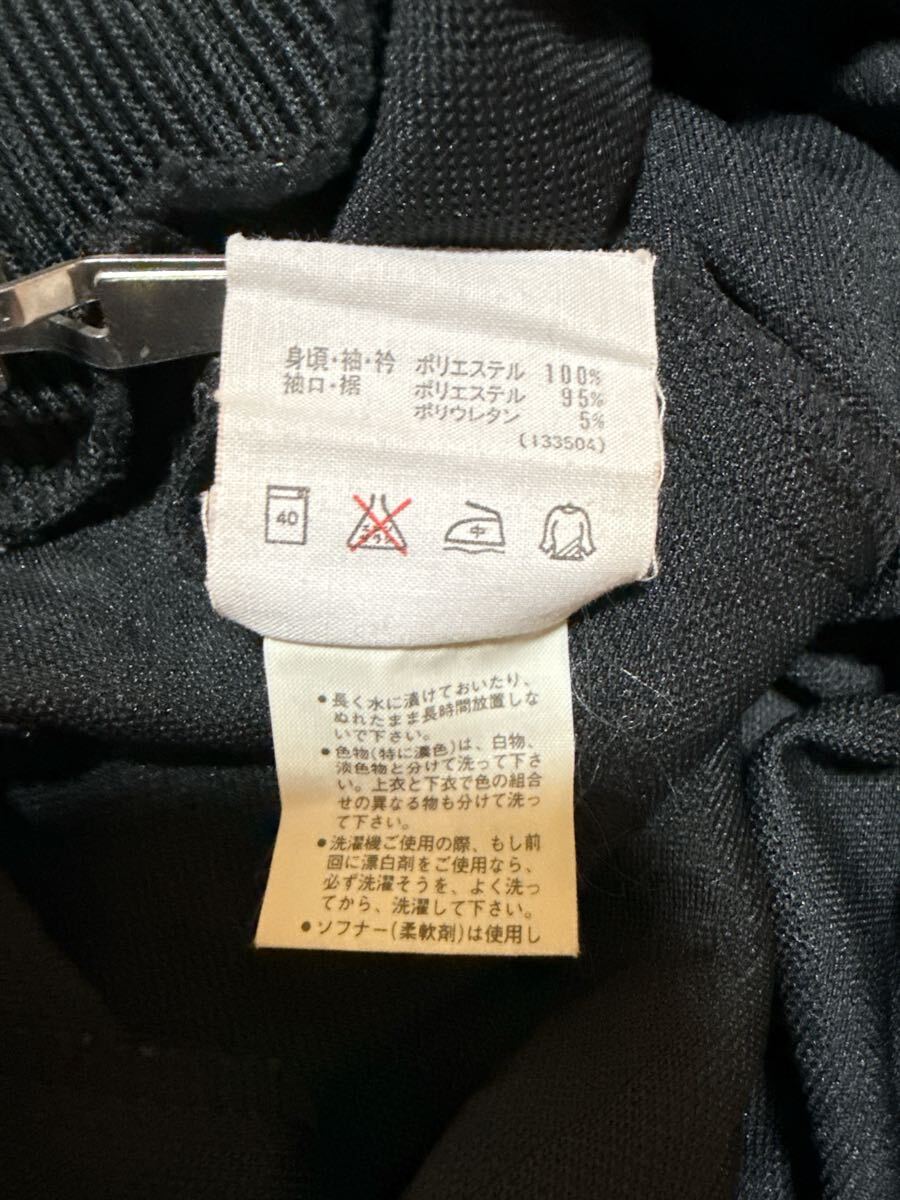 身頃・袖・衿 ポリエステル 100%
袖口・裾 ポリエステル 95%
ポリウレタン 5%
(133504)
40
エンソ
サラシ
中
●長く水に漬けておいたり、
ぬれたまま長時間放置しな
いで下さい。
●色物(特に濃色)は、白物、
淡色物と分けて洗って下さ
い。上衣と下衣で色の組合
せの異なる物も分けて洗っ
て下さい。
●洗濯機ご使用の際、もし前
回に漂白剤をご使用なら、
必ず洗濯そうを、よく洗っ
てから、洗濯して下さい。
●ソフナー(柔軟剤)は使用し